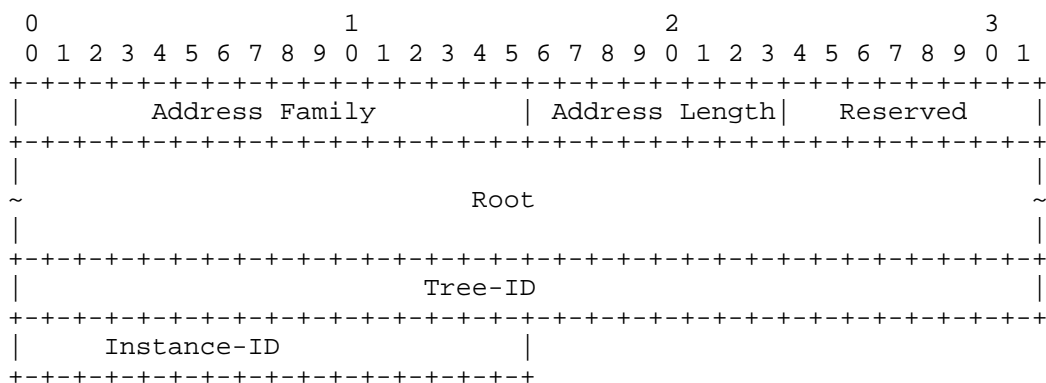 0                   1                   2                   3
 0 1 2 3 4 5 6 7 8 9 0 1 2 3 4 5 6 7 8 9 0 1 2 3 4 5 6 7 8 9 0 1
+-+-+-+-+-+-+-+-+-+-+-+-+-+-+-+-+-+-+-+-+-+-+-+-+-+-+-+-+-+-+-+-+
|        Address Family         | Address Length|   Reserved    |
+-+-+-+-+-+-+-+-+-+-+-+-+-+-+-+-+-+-+-+-+-+-+-+-+-+-+-+-+-+-+-+-+
|                                                               |
~                            Root                               ~
|                                                               |
+-+-+-+-+-+-+-+-+-+-+-+-+-+-+-+-+-+-+-+-+-+-+-+-+-+-+-+-+-+-+-+-+
|                         Tree-ID                               |
+-+-+-+-+-+-+-+-+-+-+-+-+-+-+-+-+-+-+-+-+-+-+-+-+-+-+-+-+-+-+-+-+
|     Instance-ID               |
+-+-+-+-+-+-+-+-+-+-+-+-+-+-+-+-+